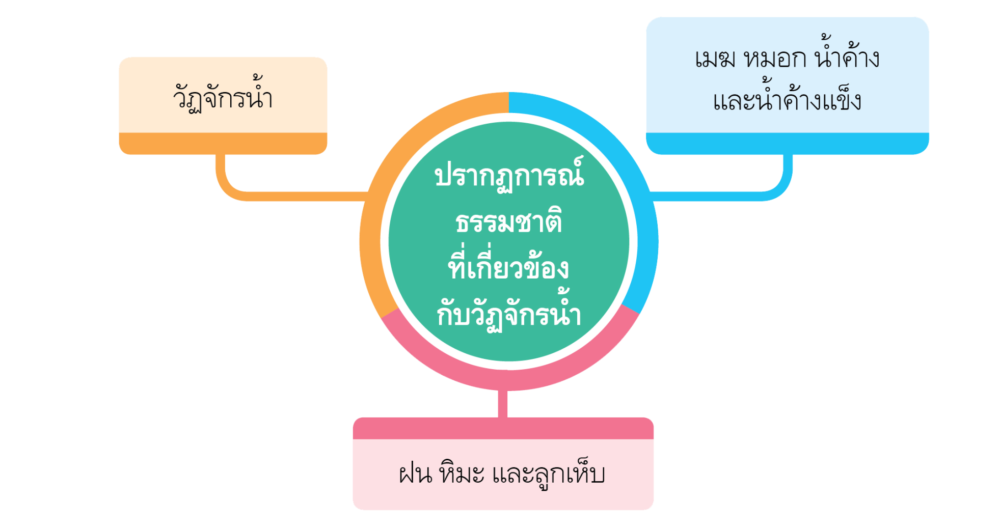 วัฏจักรน้ำ
เมฆ หมอก น้ำค้าง
และน้ำค้างแข็ง
ปรากฏการณ์
ธรรมชาติ
ที่เกี่ยวข้อง
กับวัฏจักรน้ำ
ฝน หิมะ และลูกเห็บ